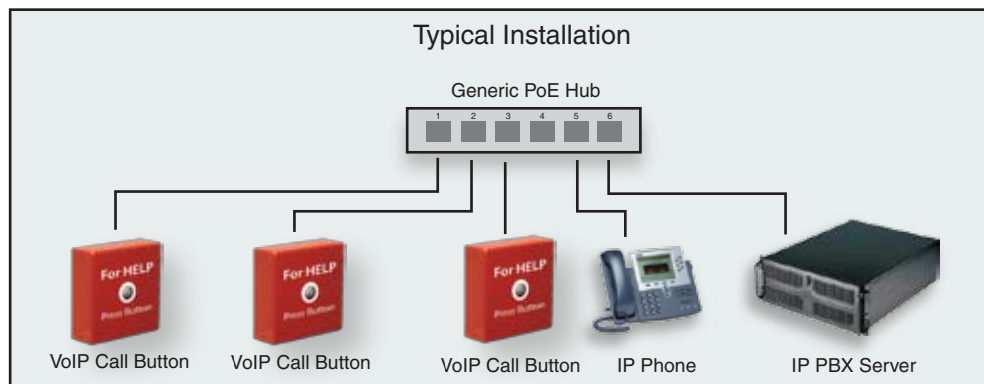 Typical Installation
Generic PoE Hub
1 2 3 4 5 6
For HELP
Press Button
For HELP
Press Button
For HELP
Press Button
VoIP Call Button
VoIP Call Button
VoIP Call Button
IP Phone
IP PBX Server